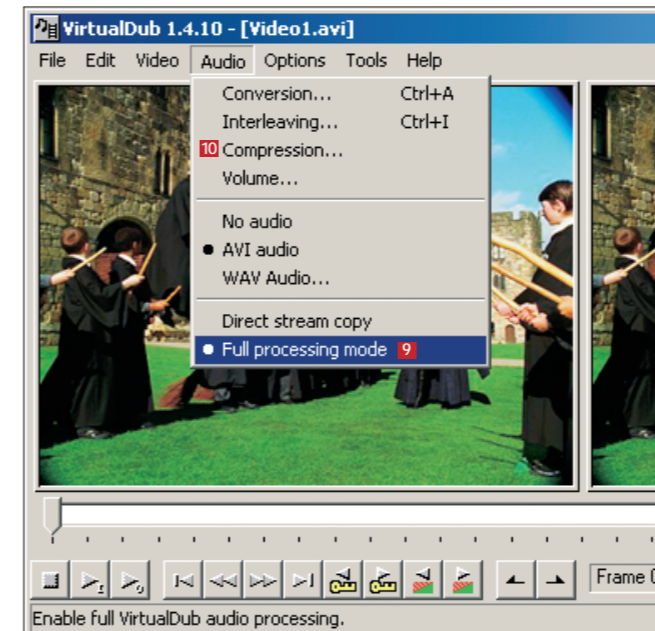 VirtualDub 1.4.10 - [Video1.avi]
File Edit Video Audio Options Tools Help
Conversion... Ctrl+A
Interleaving... Ctrl+I
10 Compression...
Volume...
No audio
AVI audio
WAV Audio...
Direct stream copy
Full processing mode 9
Frame
Enable full VirtualDub audio processing.